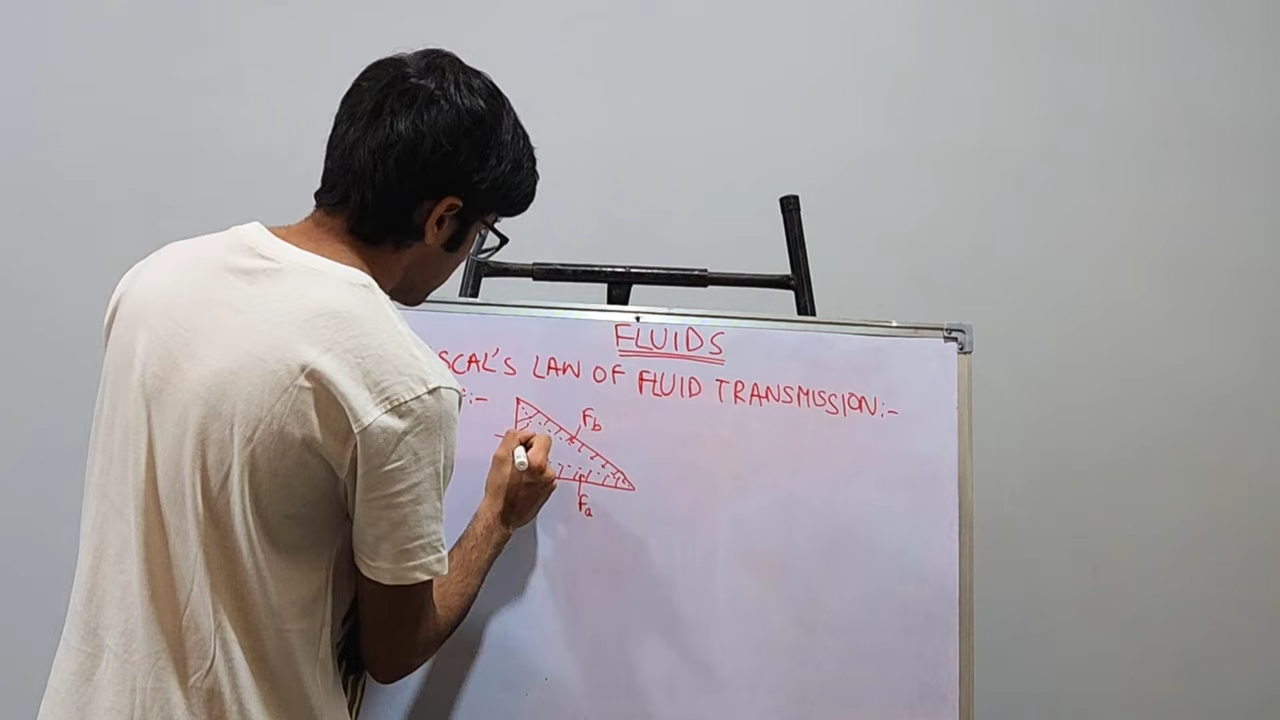 FLUIDS
SCAL'S LAW OF FLUID TRANSMISSION:-
:-
Fb
Fa